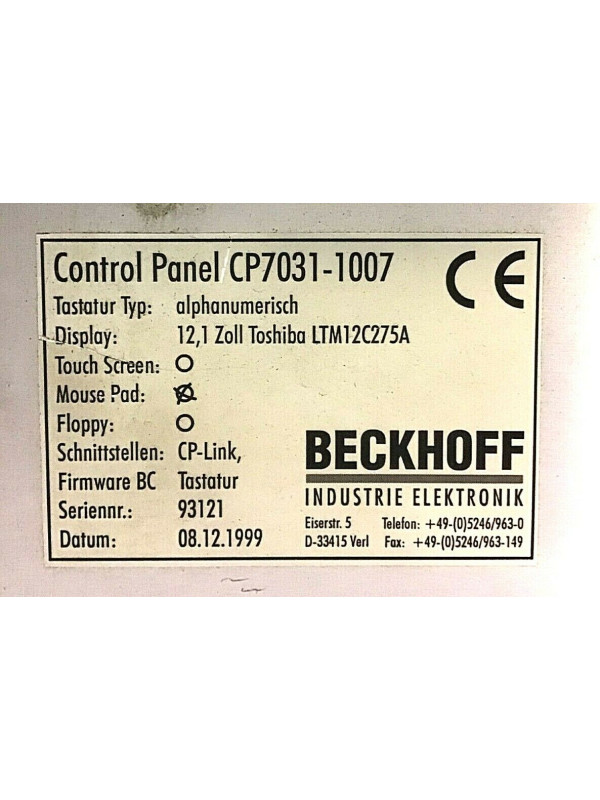 Control Panel CP7031-1007
CE
Tastatur Typ: alphanumerisch
Display: 12,1 Zoll Toshiba LTM12C275A
Touch Screen:
Mouse Pad:
Floppy:
Schnittstellen: CP-Link,
Firmware BC Tastatur
Seriennr.: 93121
Datum: 08.12.1999
BECKHOFF
INDUSTRIE ELEKTRONIK
Eiserstr. 5 Telefon: +49-(0)5246/963-0
D-33415 Verl Fax: +49-(0)5246/963-149